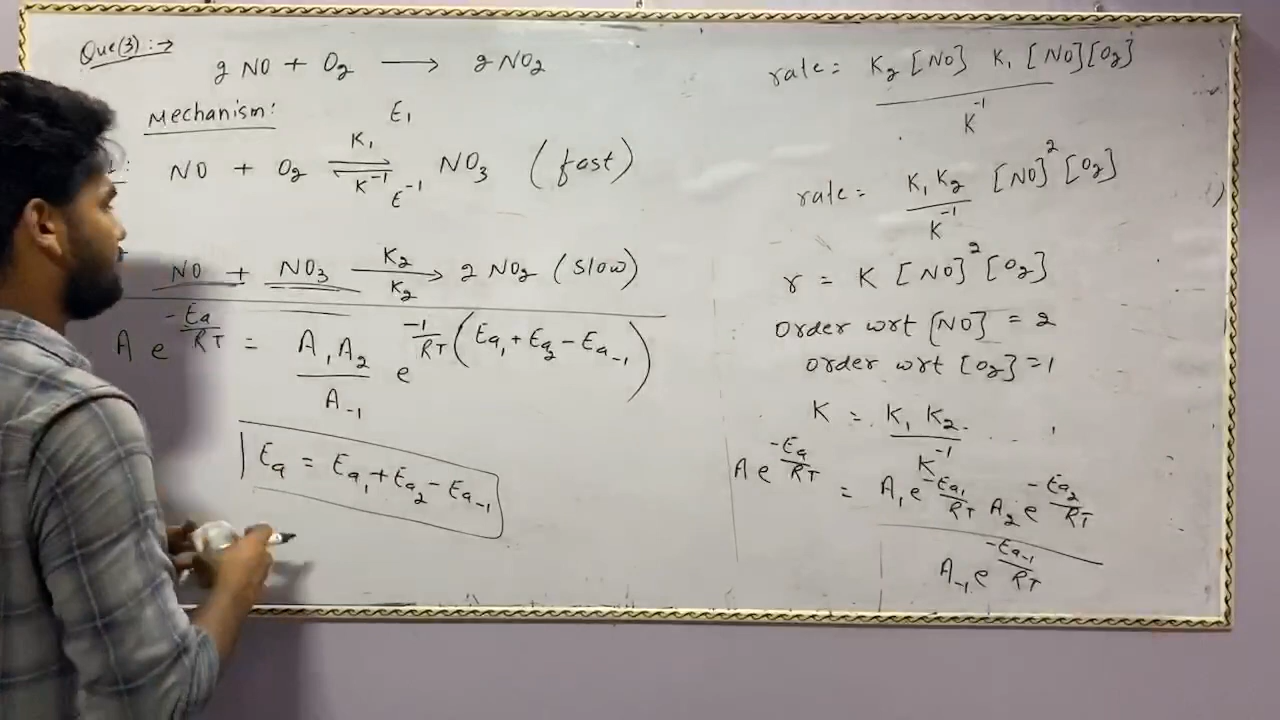 Que(3) :→
2 NO + O2 ⟶ 2 NO2
Mechanism:
E1
K1
NO + O2 ⇌ NO3 (fast)
K^-1
E^-1
K2
NO + NO3 ⟶ 2 NO2 (slow)
K2
A e^(-Ea/RT) = A1A2/A-1 e^(-1/RT (Ea1 + Ea2 - Ea-1))
Ea = Ea1 + Ea2 - Ea-1
rate = K2 [NO] K1 [NO][O2] / K^-1
rate = K1 K2 / K^-1 [NO]^2 [O2]
r = K [NO]^2 [O2]
Order wrt [NO] = 2
order wrt [O2] = 1
K = K1 K2 / K^-1
A e^(-Ea/RT) = A1 e^(-Ea1/RT) A2 e^(-Ea2/RT) / A-1 e^(-Ea-1/RT)